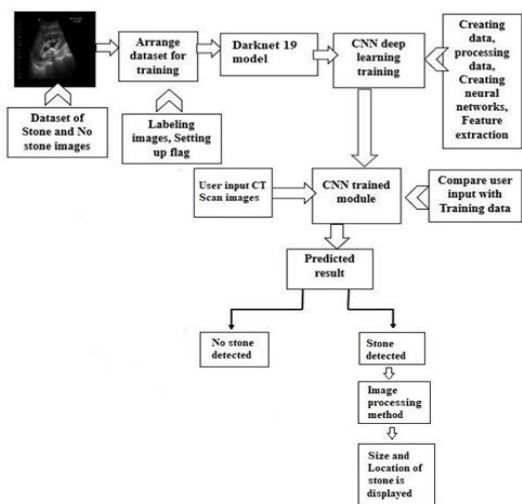 Arrange
dataset for
training
Darknet 19
model
CNN deep
learning
training
Creating
data,
processing
data,
Creating
neural
networks,
Feature
extraction
Dataset of
Stone and No
stone images
Labeling
images, Setting
up flag
User input CT
Scan images
CNN trained
module
Compare user
input with
Training data
Predicted
result
No stone
detected
Stone
detected
Image
processing
method
Size and
Location of
stone is
displayed